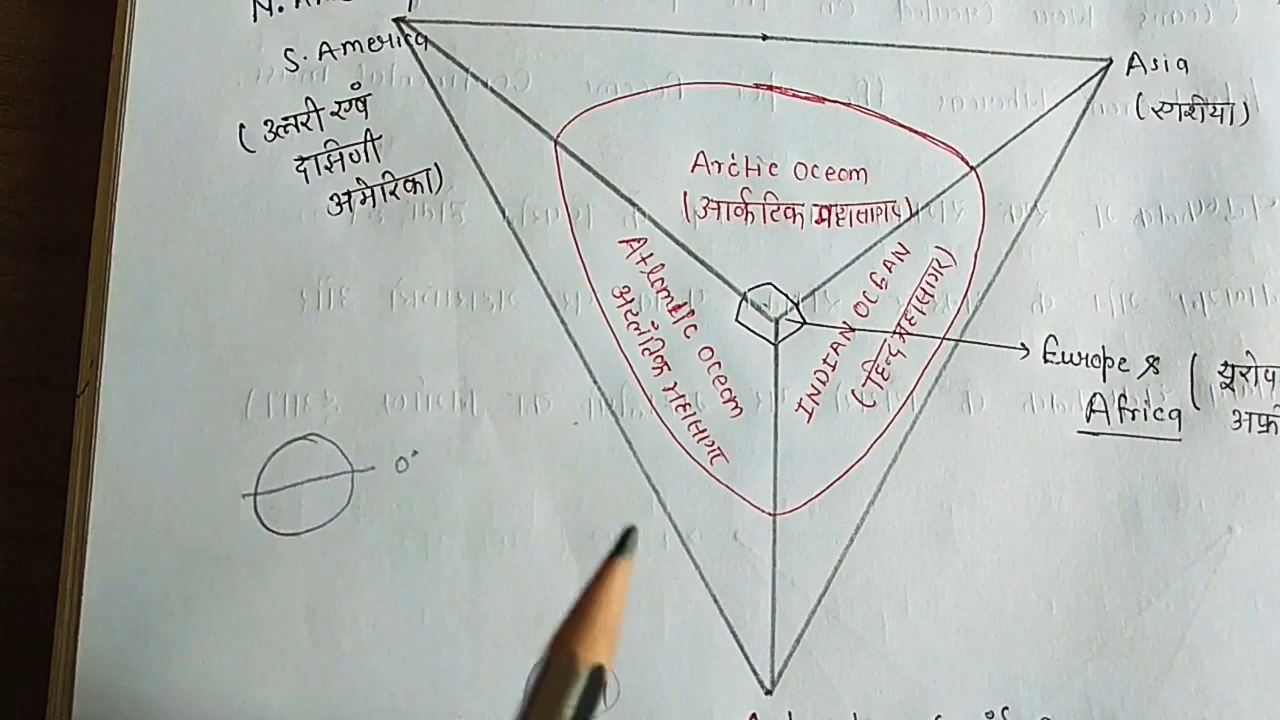 S. America
(उत्तरी एवं
दक्षिणी
अमेरिका)
Asia
(एशिया)
Arctic Ocean
(आर्कटिक महासागर)
Atlantic Ocean
अटलांटिक महासागर
INDIAN OCEAN
(हिन्द महासागर)
Europe &
Africa
(यूरोप
0°